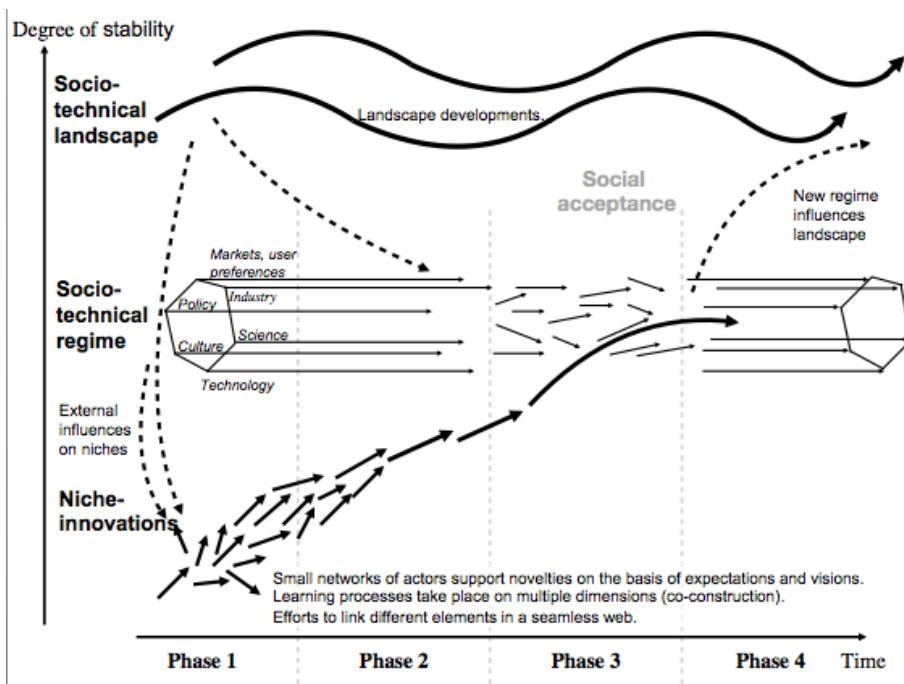 Degree of stability
Socio-
technical
landscape
Landscape developments.
Social
acceptance
New regime
influences
landscape
Markets, user
preferences
Industry
Policy
Socio-
technical
regime
Science
Culture
Technology
External
influences
on niches
Niche-
innovations
Small networks of actors support novelties on the basis of expectations and visions.
Learning processes take place on multiple dimensions (co-construction).
Efforts to link different elements in a seamless web.
Phase 1
Phase 2
Phase 3
Phase 4
Time